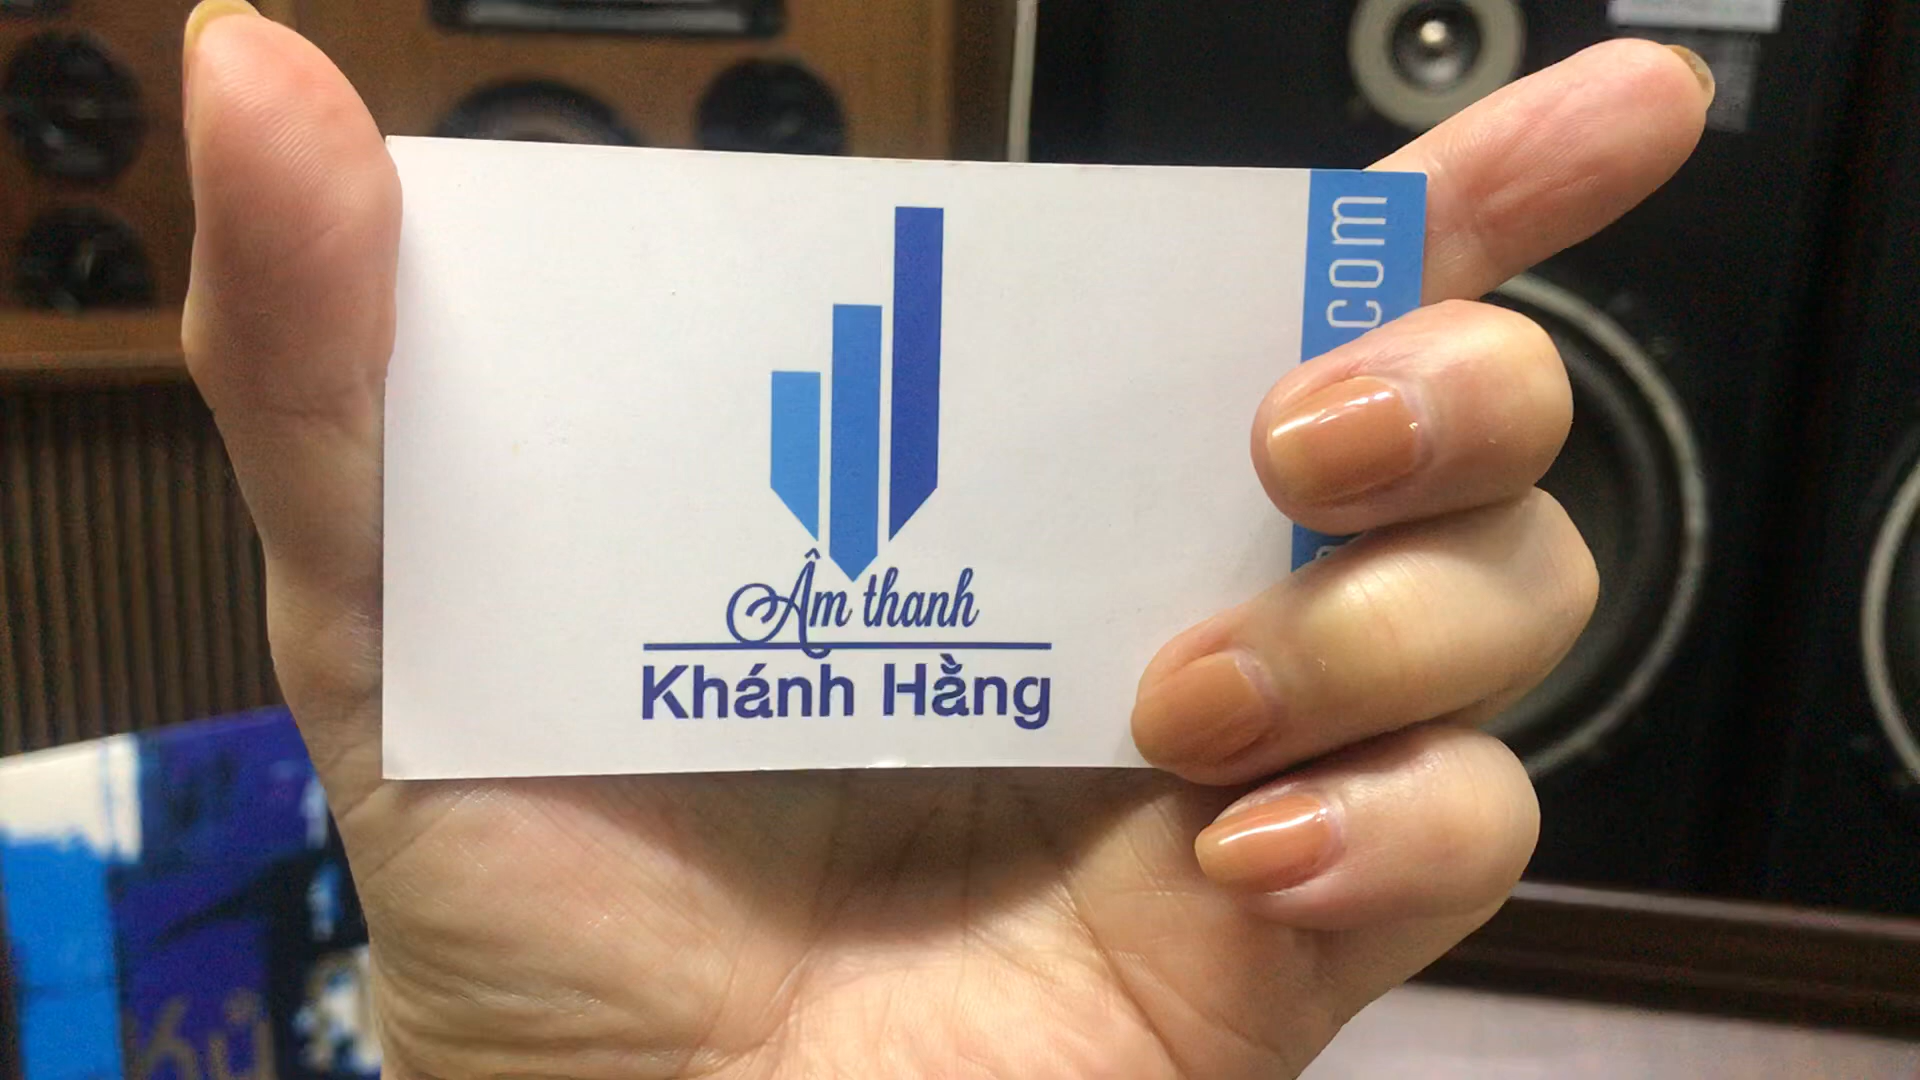 Âm thanh
Khánh Hằng
com